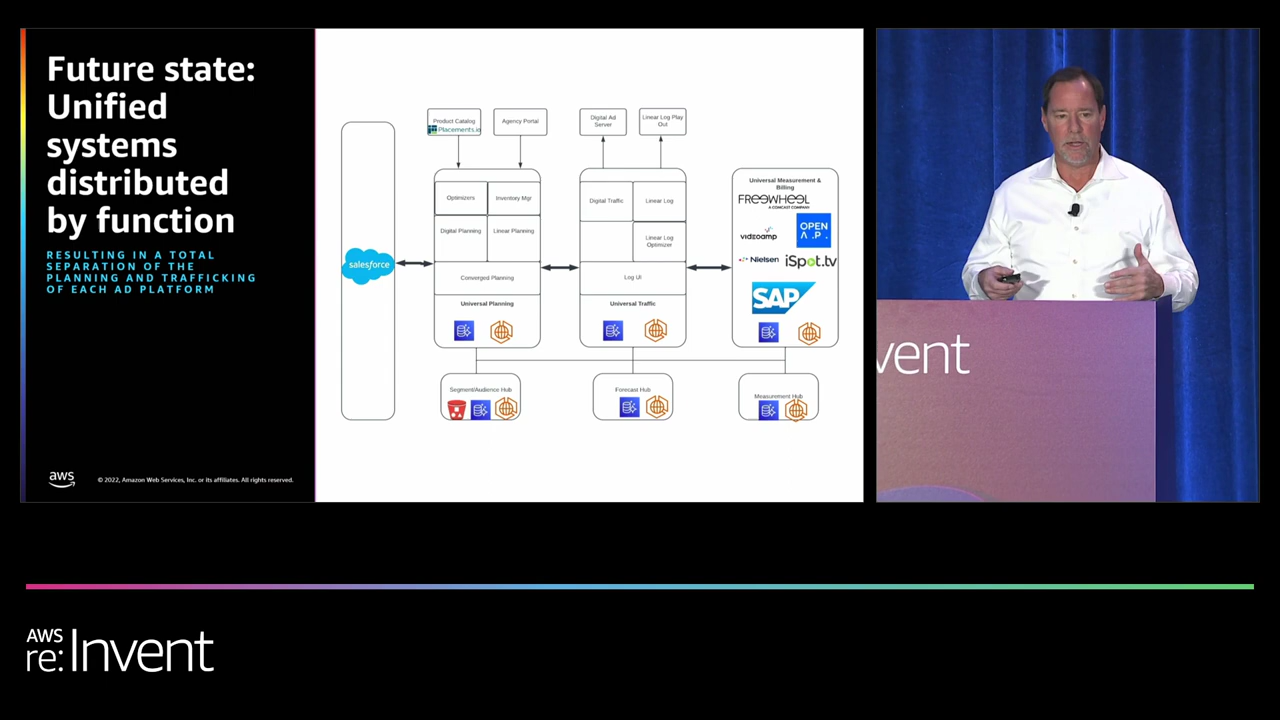 Future state:
Unified
systems
distributed
by function
RESULTING IN A TOTAL
SEPARATION OF THE
PLANNING AND TRAFFICKING
OF EACH AD PLATFORM
aws
© 2022, Amazon Web Services, Inc. or its affiliates. All rights reserved.
salesforce
Product Catalog
Placements.io
Agency Portal
Optimizers
Inventory Mgr
Digital Planning
Linear Planning
Converged Planning
Universal Planning
Digital Ad
Server
Linear Log Play
Out
Digital Traffic
Linear Log
Linear Log
Optimizer
Log UI
Universal Traffic
Universal Measurement &
Billing
FREEWHEEL
A COMCAST COMPANY
videoamp
OPEN
A.P.
Nielsen
iSpot.tv
SAP
Segment/Audience Hub
Forecast Hub
Measurement Hub
vent
AWS
re:Invent